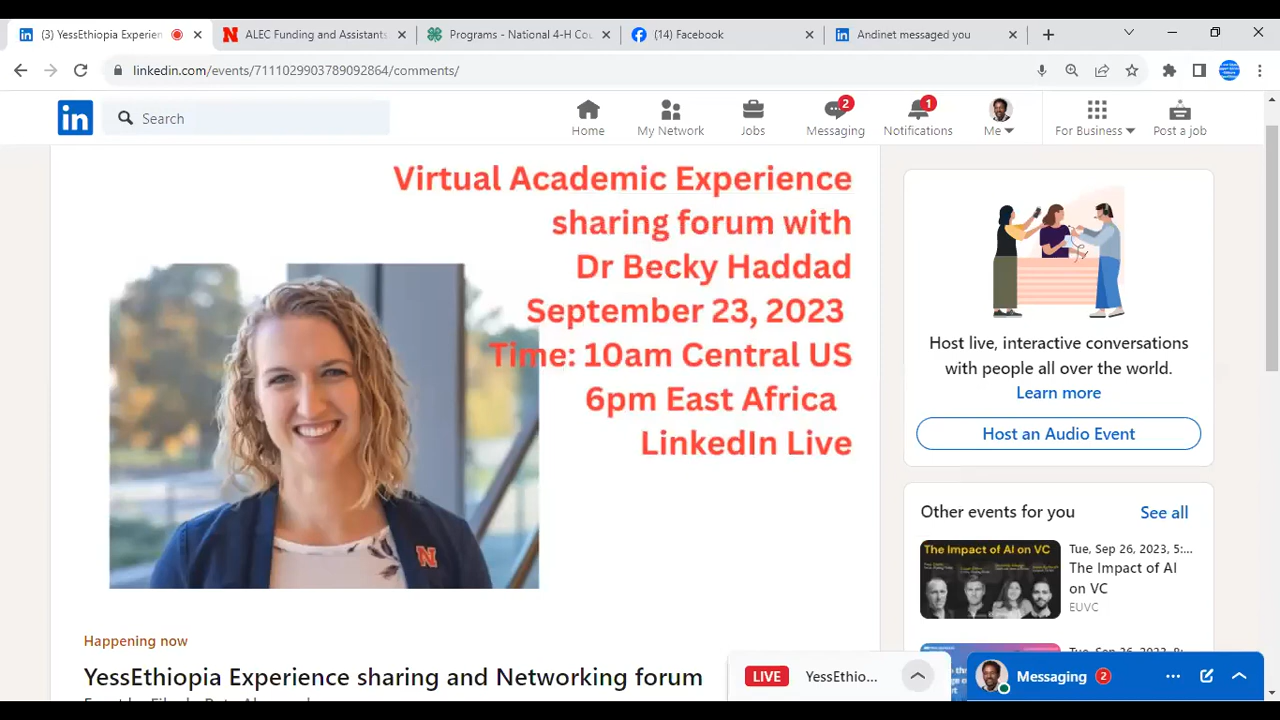 (3) YessEthiopia Experien
ALEC Funding and Assistants
Programs - National 4-H Cou
(14) Facebook
Andinet messaged you
linkedin.com/events/7111029903789092864/comments/
in
Search
2
1
Home
My Network
Jobs
Messaging
Notifications
Me
For Business
Post a job
Virtual Academic Experience
sharing forum with
Dr Becky Haddad
September 23, 2023
Time: 10am Central US
6pm East Africa
LinkedIn Live
N
Happening now
YessEthiopia Experience sharing and Networking forum
Host live, interactive conversations
with people all over the world.
Learn more
Host an Audio Event
Other events for you
See all
The Impact of AI on VC
Tue, Sep 26, 2023, 5:...
The Impact of AI
on VC
EUVC
LIVE
YessEthio...
Messaging
2